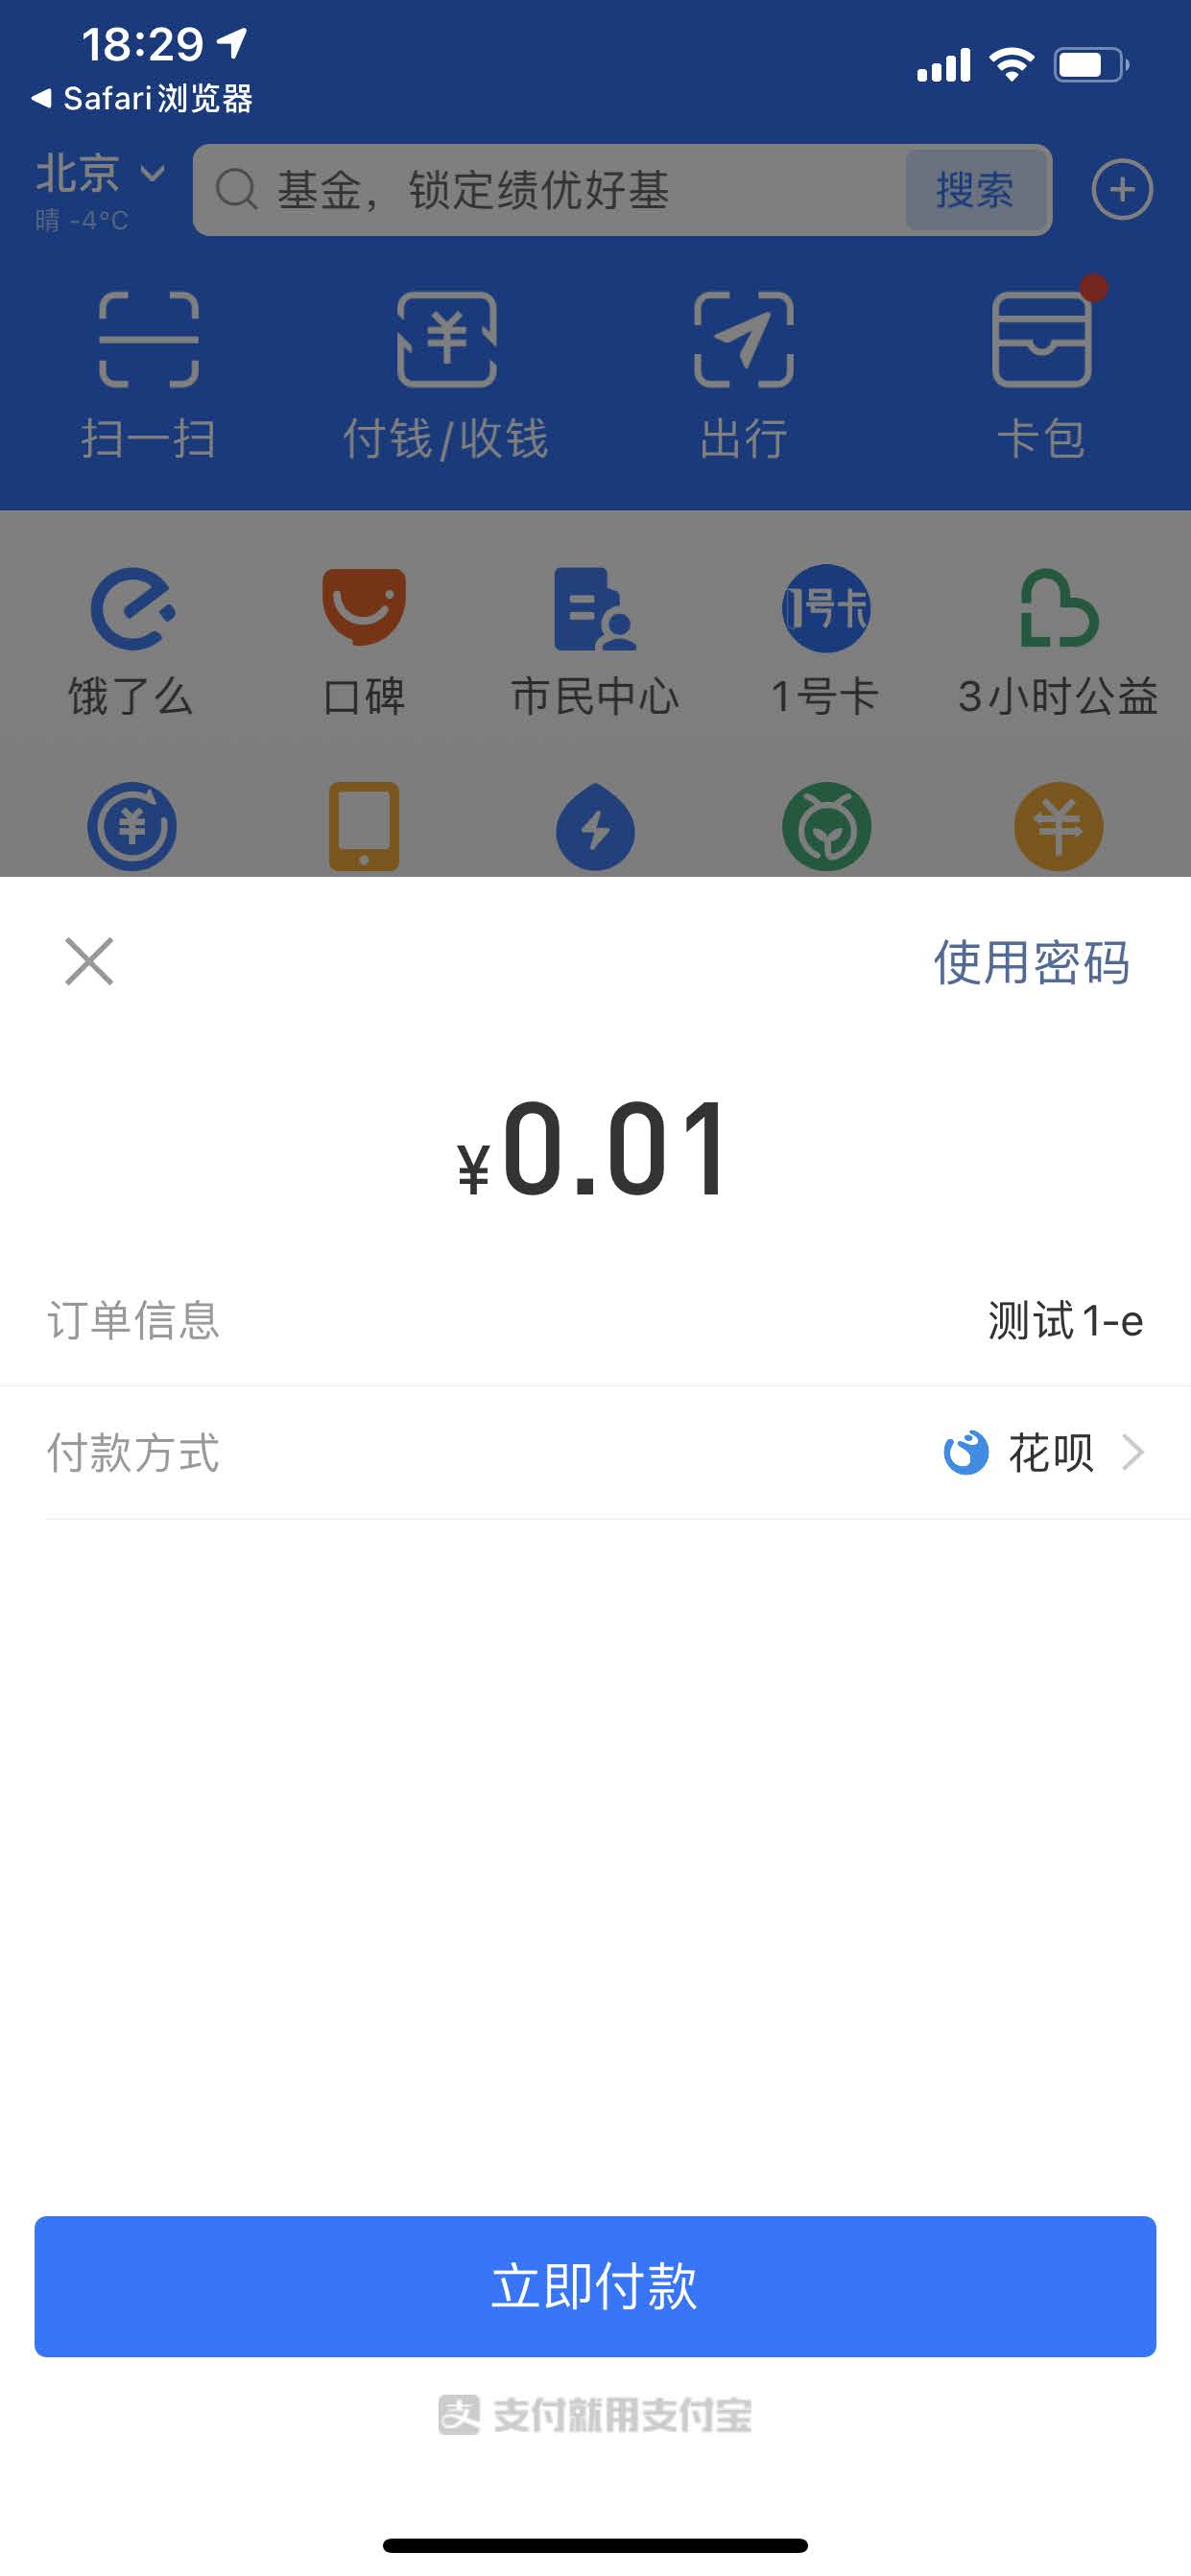 18:29
Safari浏览器
北京
晴 -4°C
基金，锁定绩优好基
搜索
扫一扫
付钱/收钱
出行
卡包
1号卡
饿了么
口碑
市民中心
1号卡
3小时公益
使用密码
¥0.01
订单信息
测试1-e
付款方式
花呗
立即付款
支 支付就用支付宝